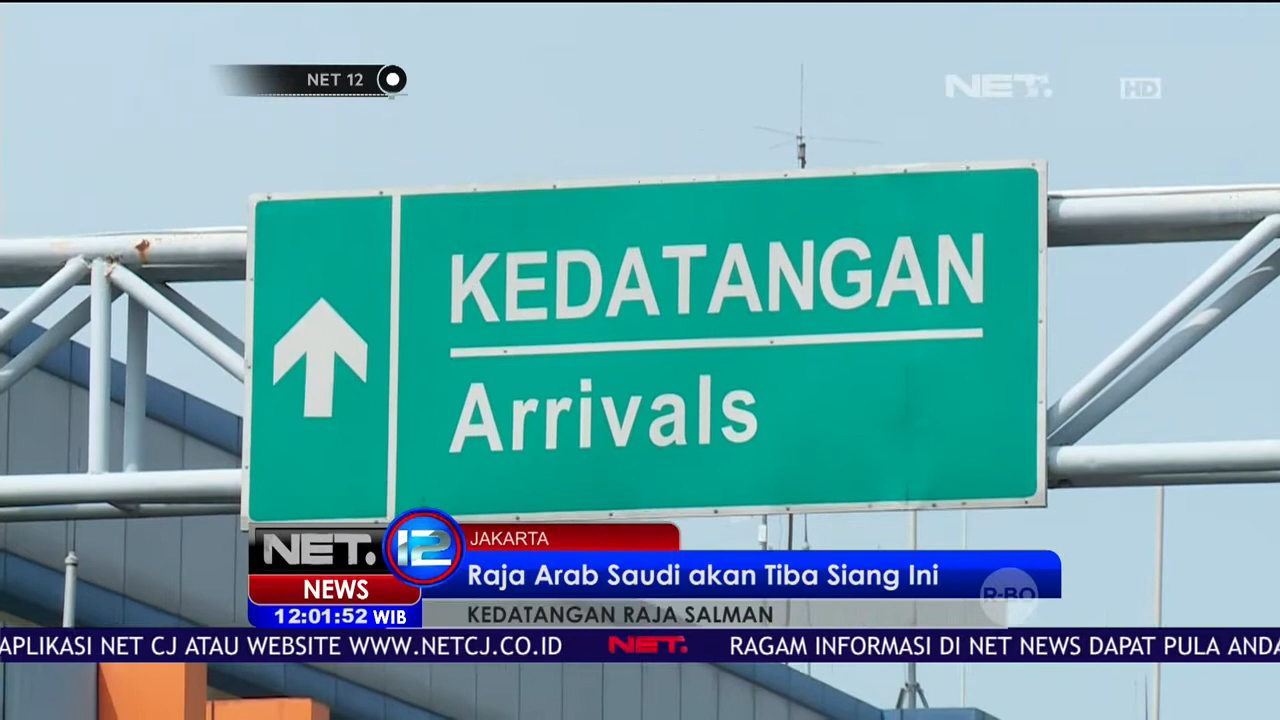 NET 12
NET.
HD
KEDATANGAN
Arrivals
NET. 12
JAKARTA
Raja Arab Saudi akan Tiba Siang Ini
NEWS
R-BO
12:01:52 WIB
KEDATANGAN RAJA SALMAN
APLIKASI NET CJ ATAU WEBSITE WWW.NETCJ.CO.ID NET. RAGAM INFORMASI DI NET NEWS DAPAT PULA ANDA